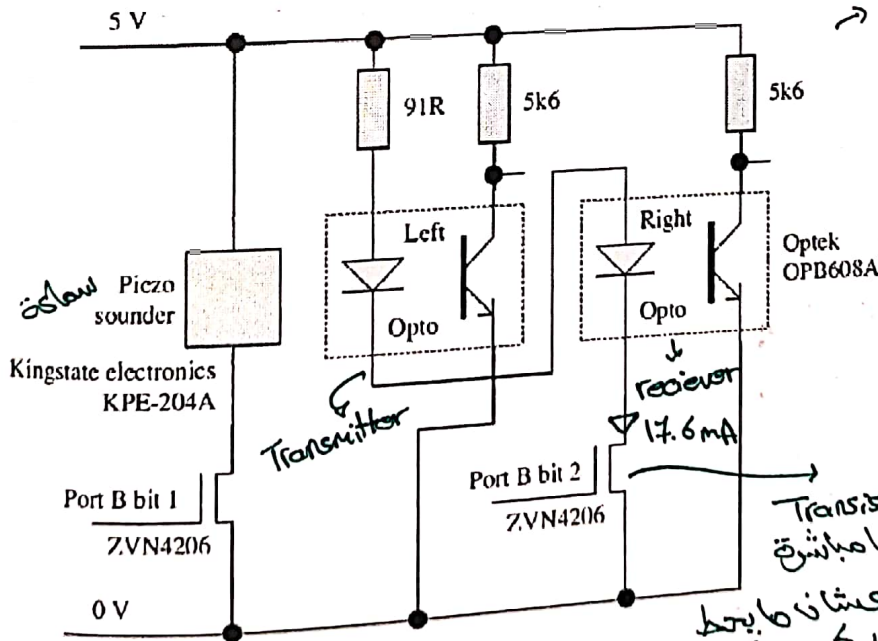 5 V
91R
5k6
5k6
Left
Opto
Right
Opto
Optek
OPB608A
سماعة
Piezo
sounder
Kingstate electronics
KPE-204A
Transmitter
reciever
17.6 mA
Port B bit 1
ZVN4206
Port B bit 2
ZVN4206
Transis
0 V